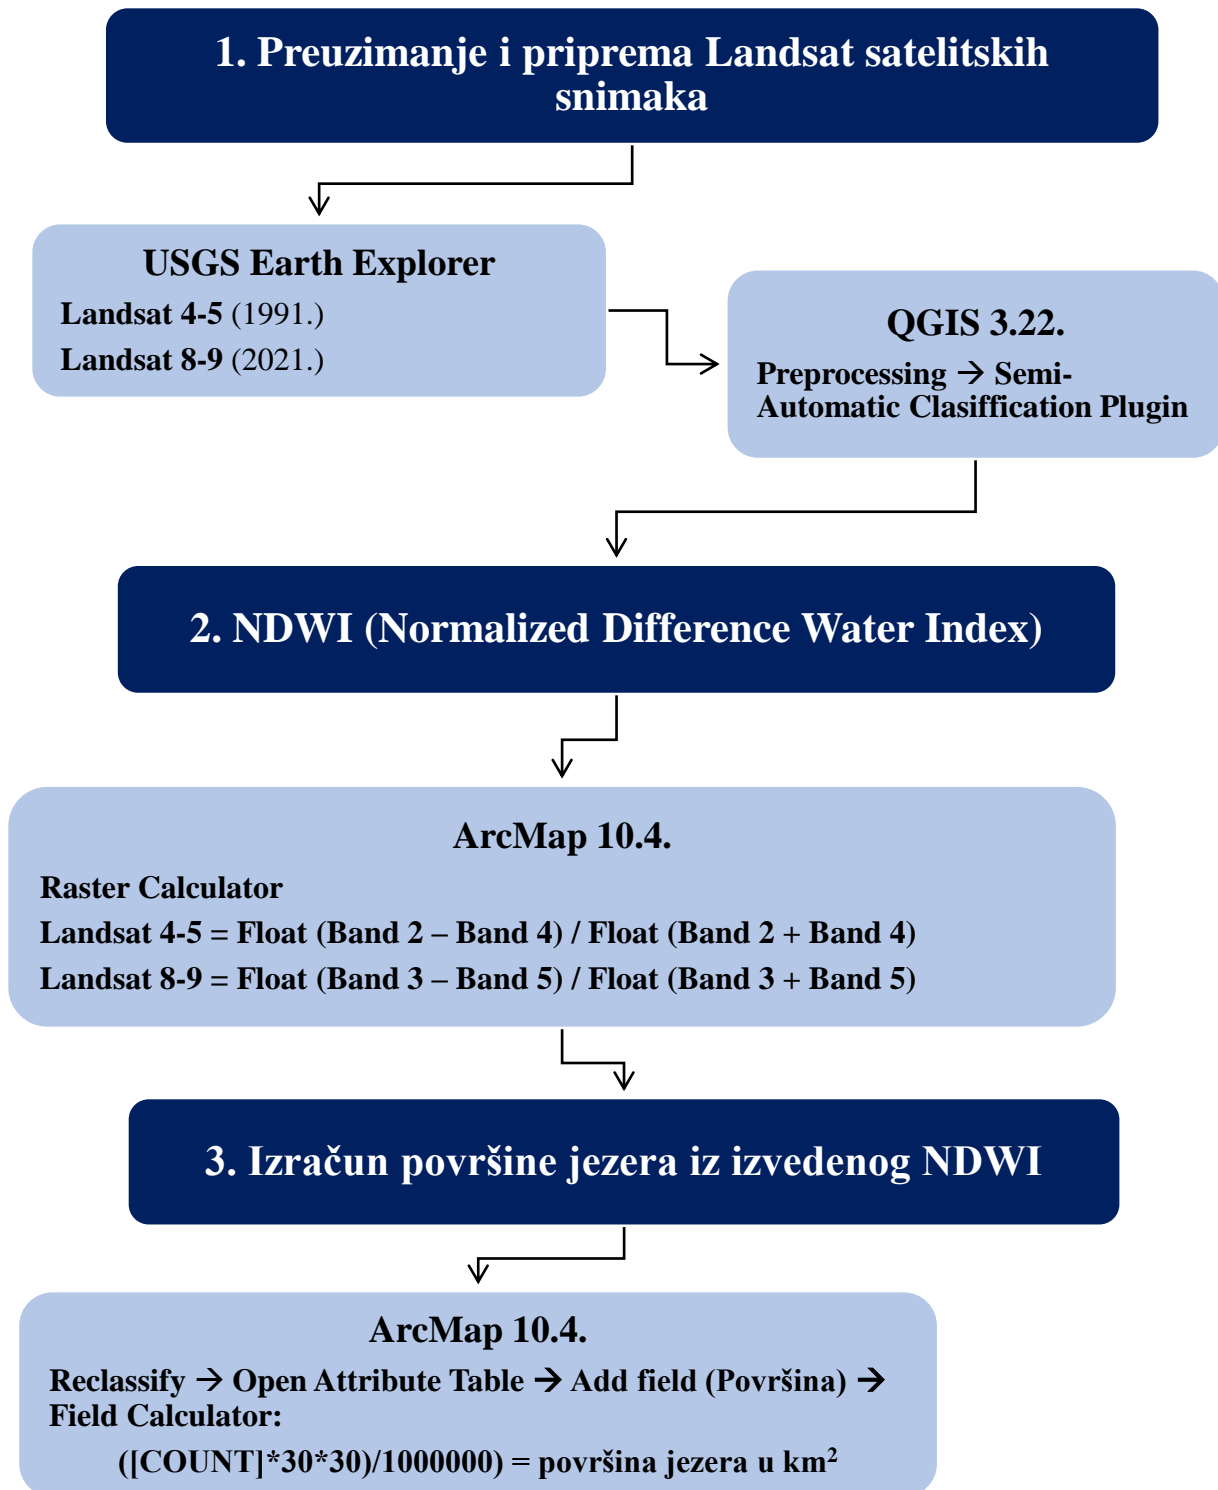 1. Preuzimanje i priprema Landsat satelitskih
snimaka
USGS Earth Explorer
Landsat 4-5 (1991.)
Landsat 8-9 (2021.)
QGIS 3.22.
Preprocessing → Semi-
Automatic Clasiffication Plugin
2. NDWI (Normalized Difference Water Index)
ArcMap 10.4.
Raster Calculator
Landsat 4-5 = Float (Band 2 – Band 4) / Float (Band 2 + Band 4)
Landsat 8-9 = Float (Band 3 – Band 5) / Float (Band 3 + Band 5)
3. Izračun površine jezera iz izvedenog NDWI
ArcMap 10.4.
Reclassify → Open Attribute Table → Add field (Površina) →
Field Calculator:
([COUNT]*30*30)/1000000) = površina jezera u km²